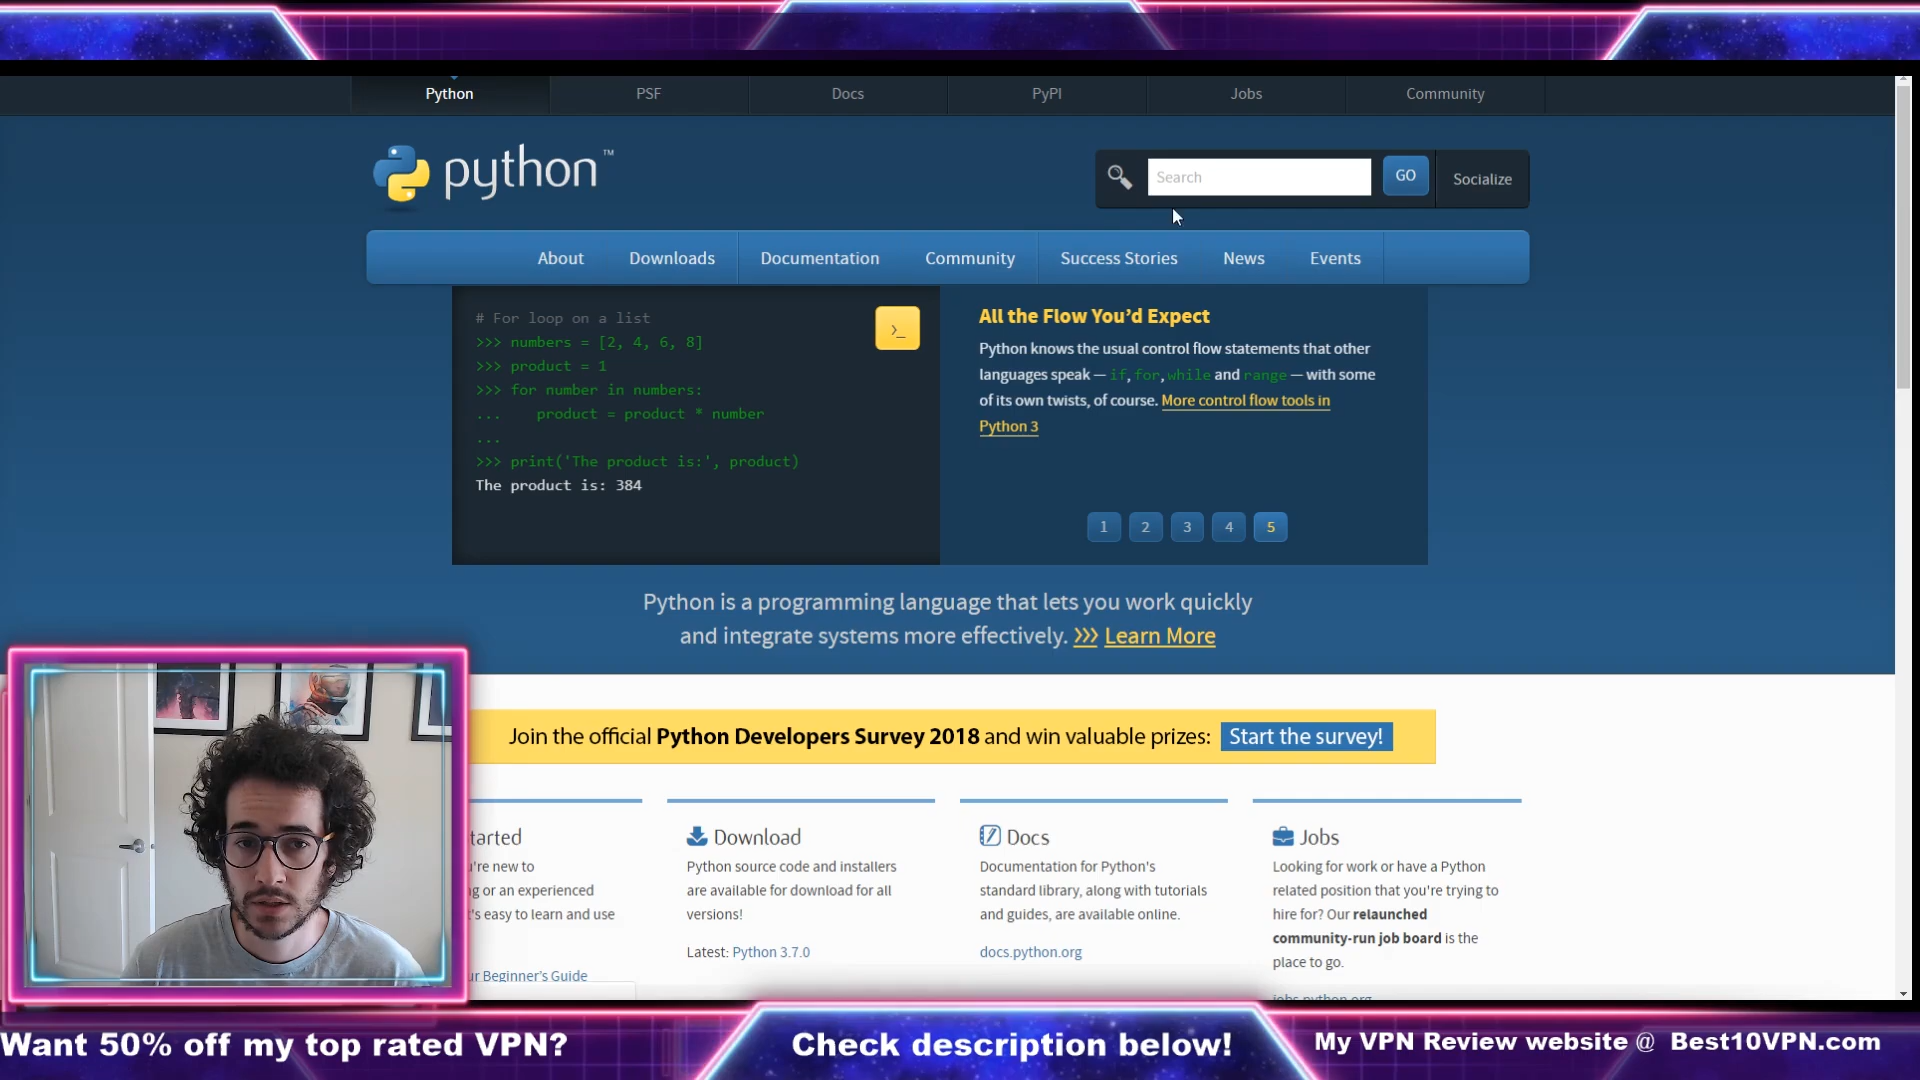 Python PSF Docs PyPI Jobs Community
python™
Search GO Socialize
About Downloads Documentation Community Success Stories News Events
# For loop on a list
>>> numbers = [2, 4, 6, 8]
>>> product = 1
>>> for number in numbers:
... product = product * number
...
>>> print('The product is:', product)
The product is: 384
>_
All the Flow You’d Expect
Python knows the usual control flow statements that other
languages speak — if, for, while and range — with some
of its own twists, of course. More control flow tools in
Python 3
1 2 3 4 5
Python is a programming language that lets you work quickly
and integrate systems more effectively. >>> Learn More
Join the official Python Developers Survey 2018 and win valuable prizes: Start the survey!
're new to
or an experienced
's easy to learn and use
Beginner's Guide
Download
Python source code and installers
are available for download for all
versions!
Latest: Python 3.7.0
Docs
Documentation for Python's
standard library, along with tutorials
and guides, are available online.
docs.python.org
Jobs
Looking for work or have a Python
related position that you're trying to
hire for? Our relaunched
community-run job board is the
place to go.
jobs.python.org
Want 50% off my top rated VPN?
Check description below!
My VPN Review website @ Best10VPN.com